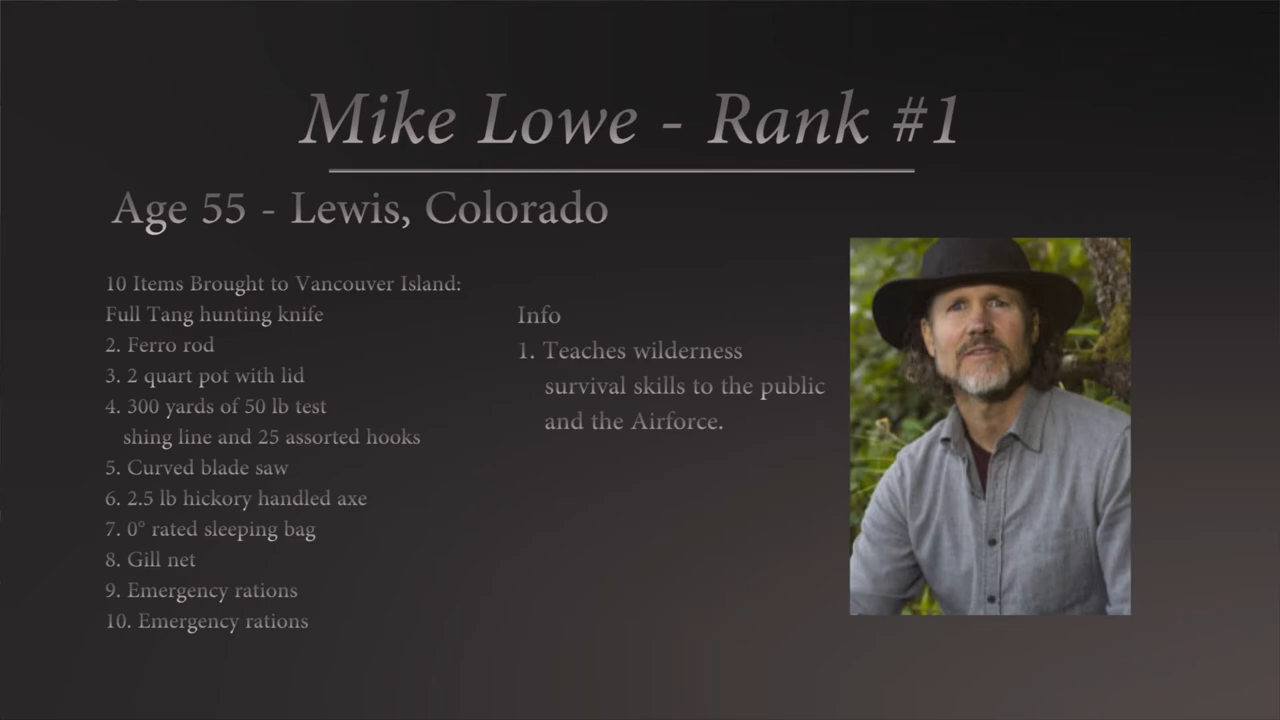 Mike Lowe - Rank #1
Age 55 - Lewis, Colorado
10 Items Brought to Vancouver Island:
Full Tang hunting knife
2. Ferro rod
3. 2 quart pot with lid
4. 300 yards of 50 lb test
shing line and 25 assorted hooks
5. Curved blade saw
6. 2.5 lb hickory handled axe
7. 0° rated sleeping bag
8. Gill net
9. Emergency rations
10. Emergency rations
Info
1. Teaches wilderness
survival skills to the public
and the Airforce.